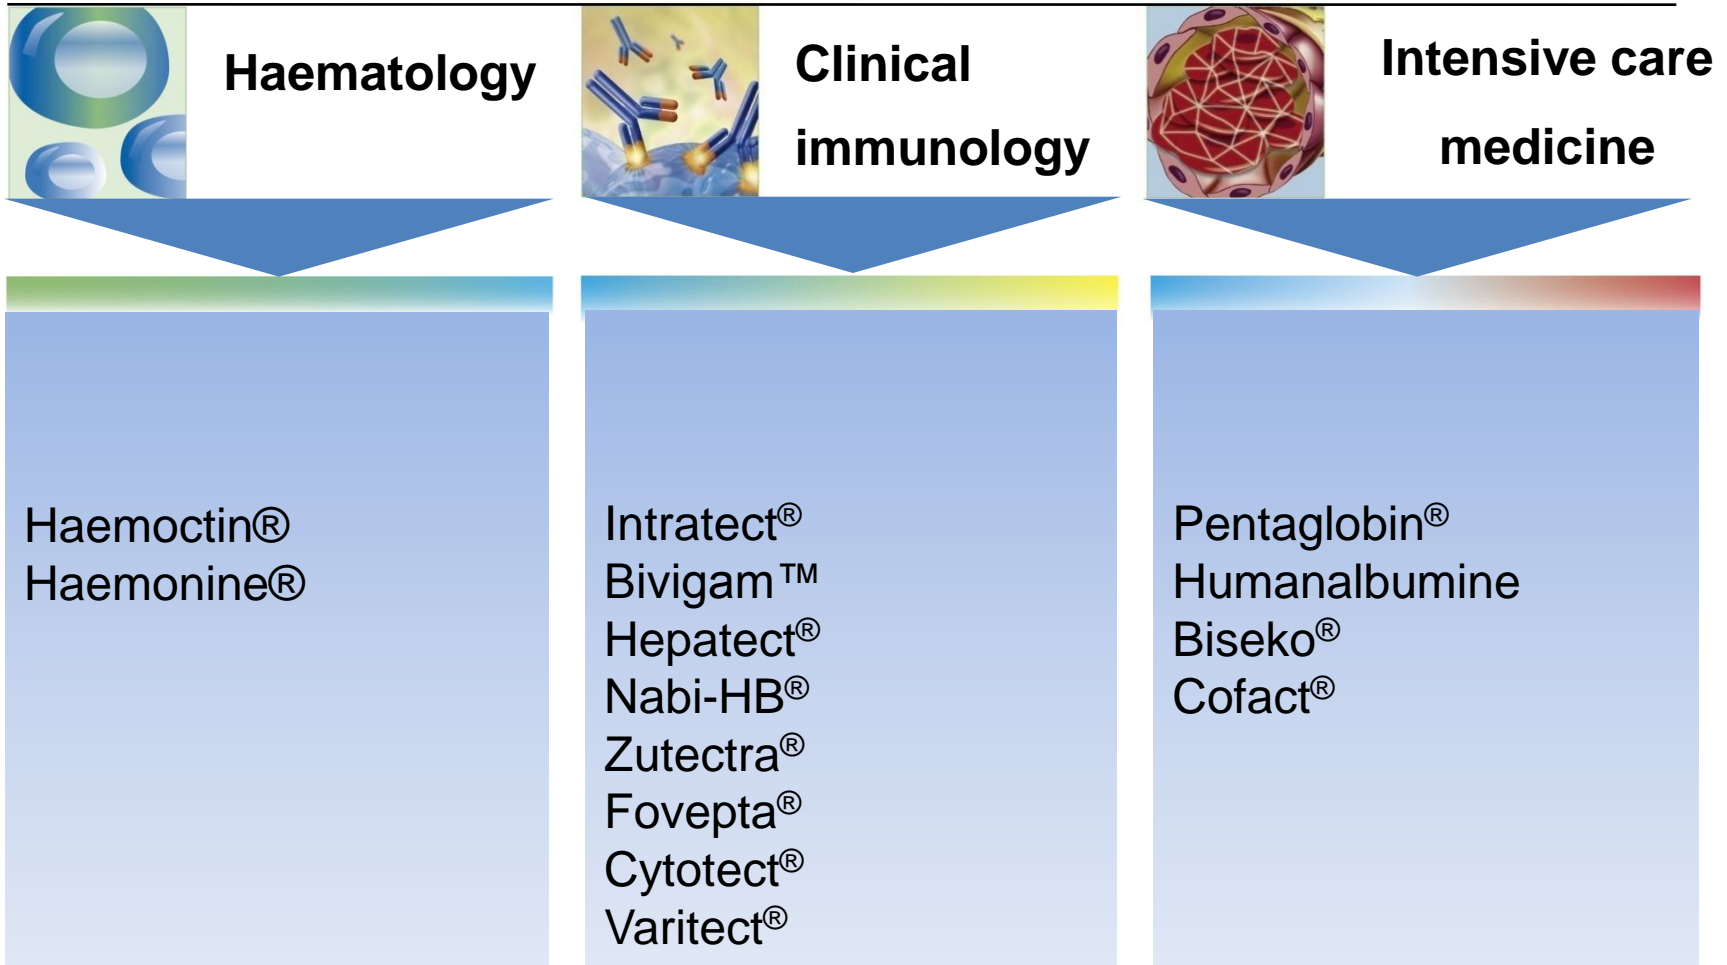 Haematology
Clinical
immunology
Intensive care
medicine
Haemoctin®
Haemonine®
Intratect®
Bivigam™
Hepatect®
Nabi-HB®
Zutectra®
Fovepta®
Cytotect®
Varitect®
Pentaglobin®
Humanalbumine
Biseko®
Cofact®